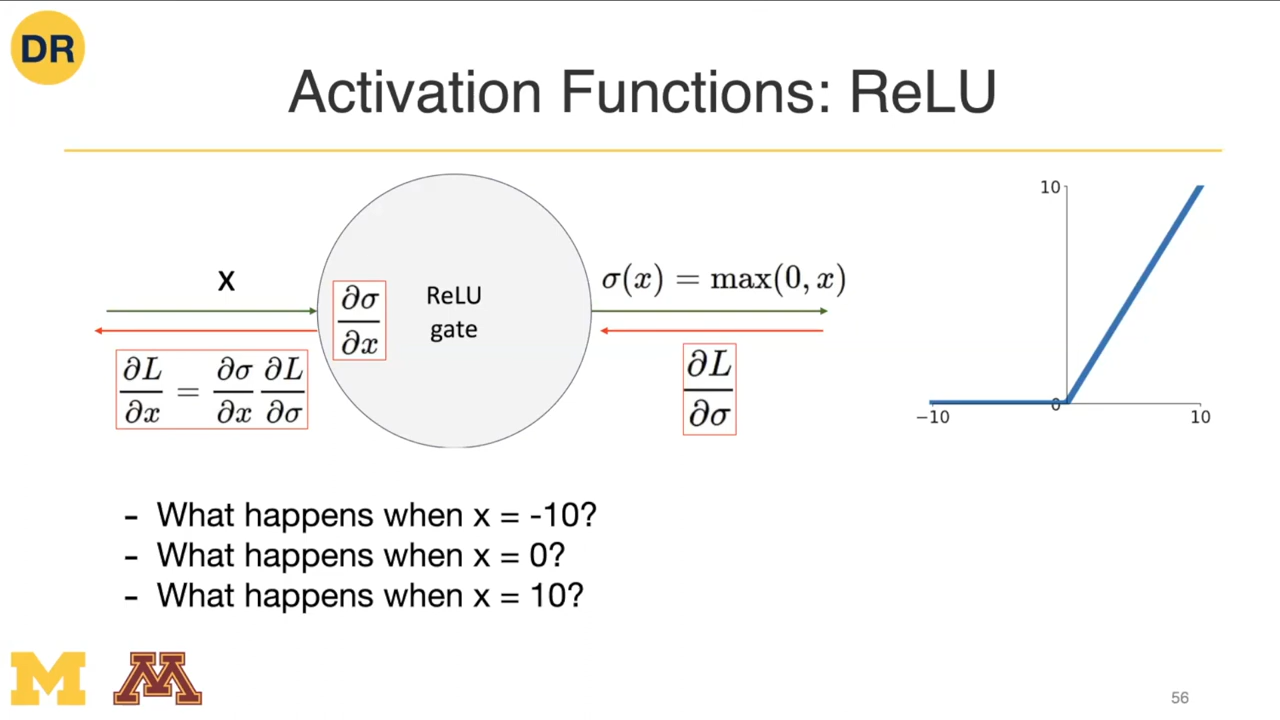 DR
Activation Functions: ReLU
x
∂σ/∂x
ReLU
gate
σ(x) = max(0, x)
∂L/∂x = ∂σ/∂x ∂L/∂σ
∂L/∂σ
10
0
−10
10
- What happens when x = -10?
- What happens when x = 0?
- What happens when x = 10?
M
M
56